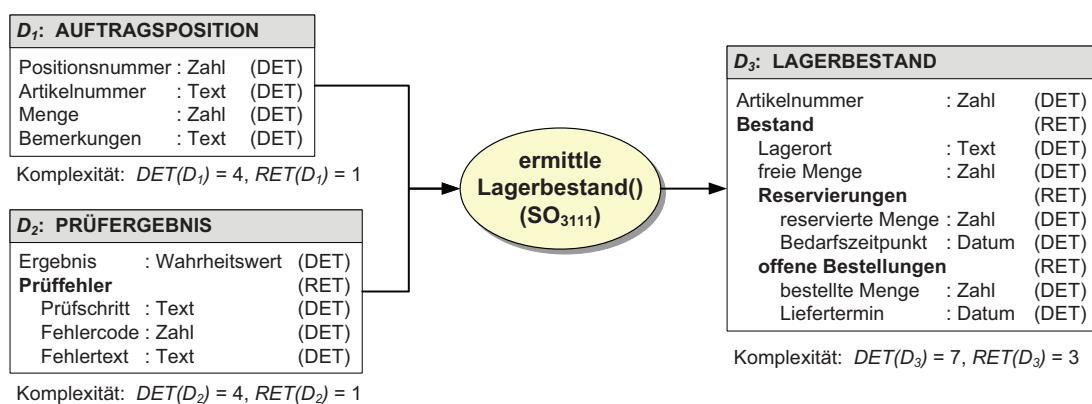 D₁: AUFTRAGSPOSITION
Positionsnummer : Zahl (DET)
Artikelnummer : Text (DET)
Menge : Zahl (DET)
Bemerkungen : Text (DET)
Komplexität: DET(D₁) = 4, RET(D₁) = 1
D₂: PRÜFERGEBNIS
Ergebnis : Wahrheitswert (DET)
Prüffehler (RET)
Prüfschritt : Text (DET)
Fehlercode : Zahl (DET)
Fehlertext : Text (DET)
Komplexität: DET(D₂) = 4, RET(D₂) = 1
ermittle
Lagerbestand()
(SO₃₁₁₁)
D₃: LAGERBESTAND
Artikelnummer : Zahl (DET)
Bestand (RET)
Lagerort : Text (DET)
freie Menge : Zahl (DET)
Reservierungen (RET)
reservierte Menge : Zahl (DET)
Bedarfszeitpunkt : Datum (DET)
offene Bestellungen (RET)
bestellte Menge : Zahl (DET)
Liefertermin : Datum (DET)
Komplexität: DET(D₃) = 7, RET(D₃) = 3